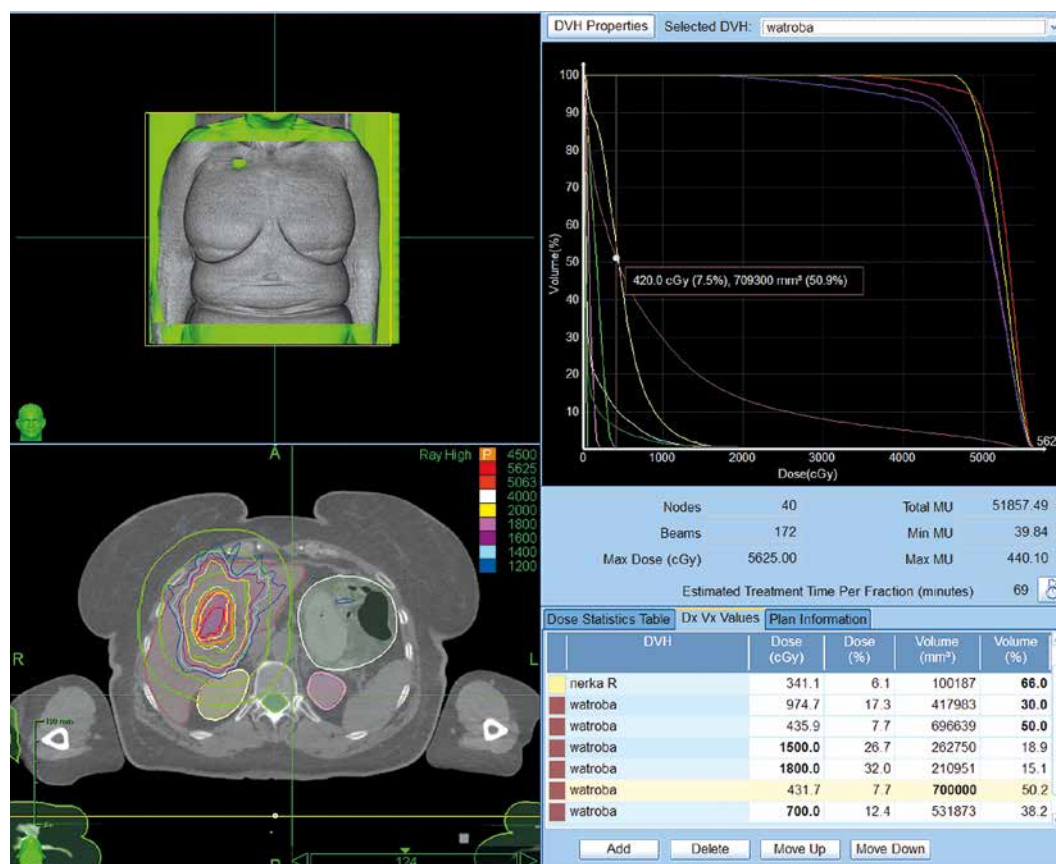 DVH Properties Selected DVH: watroba
100
90
80
70
60
50
40
30
20
10
Volume(%)
420.0 cGy (7.5%), 709300 mm³ (50.9%)
562
0 1000 2000 3000 4000 5000
Dose(cGy)
A
Ray High
P 4500
5625
5063
4000
2000
1800
1600
1400
1200
R
L
100 mm
124
Nodes 40 Total MU 51857.49
Beams 172 Min MU 39.84
Max Dose (cGy) 5625.00 Max MU 440.10
Estimated Treatment Time Per Fraction (minutes) 69
Dose Statistics Table Dx Vx Values Plan Information
DVH Dose (cGy) Dose (%) Volume (mm³) Volume (%)
nerka R 341.1 6.1 100187 66.0
watroba 974.7 17.3 417983 30.0
watroba 435.9 7.7 696639 50.0
watroba 1500.0 26.7 262750 18.9
watroba 1800.0 32.0 210951 15.1
watroba 431.7 7.7 700000 50.2
watroba 700.0 12.4 531873 38.2
Add Delete Move Up Move Down